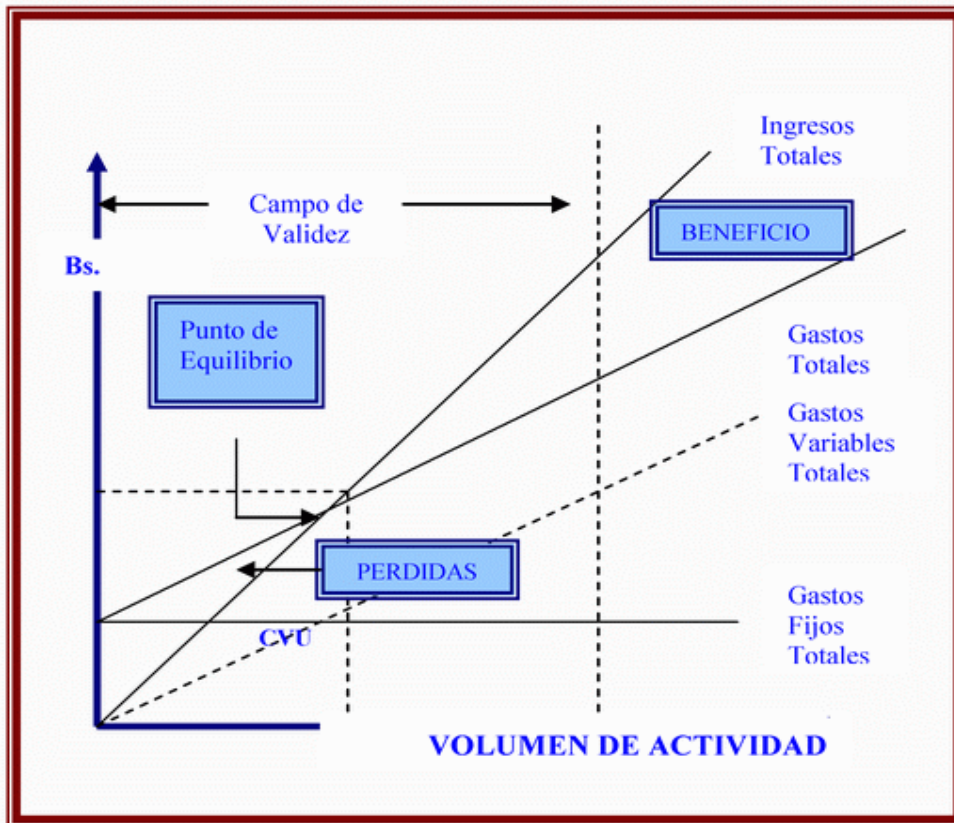 Ingresos
Totales
Campo de
Validez
BENEFICIO
Bs.
Punto de
Equilibrio
Gastos
Totales
Gastos
Variables
Totales
PERDIDAS
Gastos
Fijos
Totales
CVU
VOLUMEN DE ACTIVIDAD